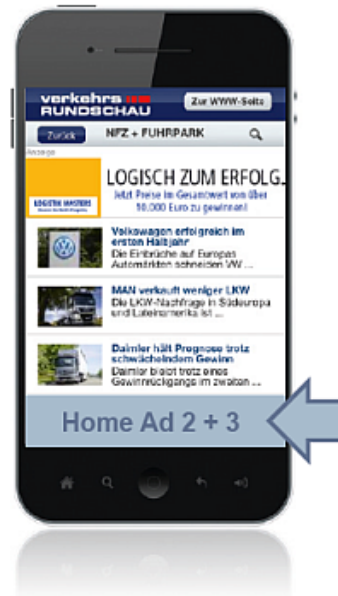 verkehrs
RUNDSCHAU
Zur WWW-Seite
Zurück
NFZ + FUHRPARK
Anzeige
LOGISCH ZUM ERFOLG.
Jetzt Preise im Gesamtwert von über
10.000 Euro zu gewinnen!
LOGISTIK MASTERS
Volkswagen erfolgreich im
ersten Halbjahr
Die Einbrüche auf Europas
Automärkten schneiden VW ...
MAN verkauft weniger LKW
Die LKW-Nachfrage in Südeuropa
und Lateinamerika ist ...
Daimler hält Prognose trotz
schwächelndem Gewinn
Daimler bleibt trotz eines
Gewinnrückgangs im zweiten ...
Home Ad 2 + 3